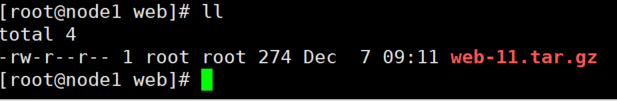 [root@node1 web]# ll
total 4
-rw-r--r-- 1 root root 274 Dec  7 09:11 web-11.tar.gz
[root@node1 web]#